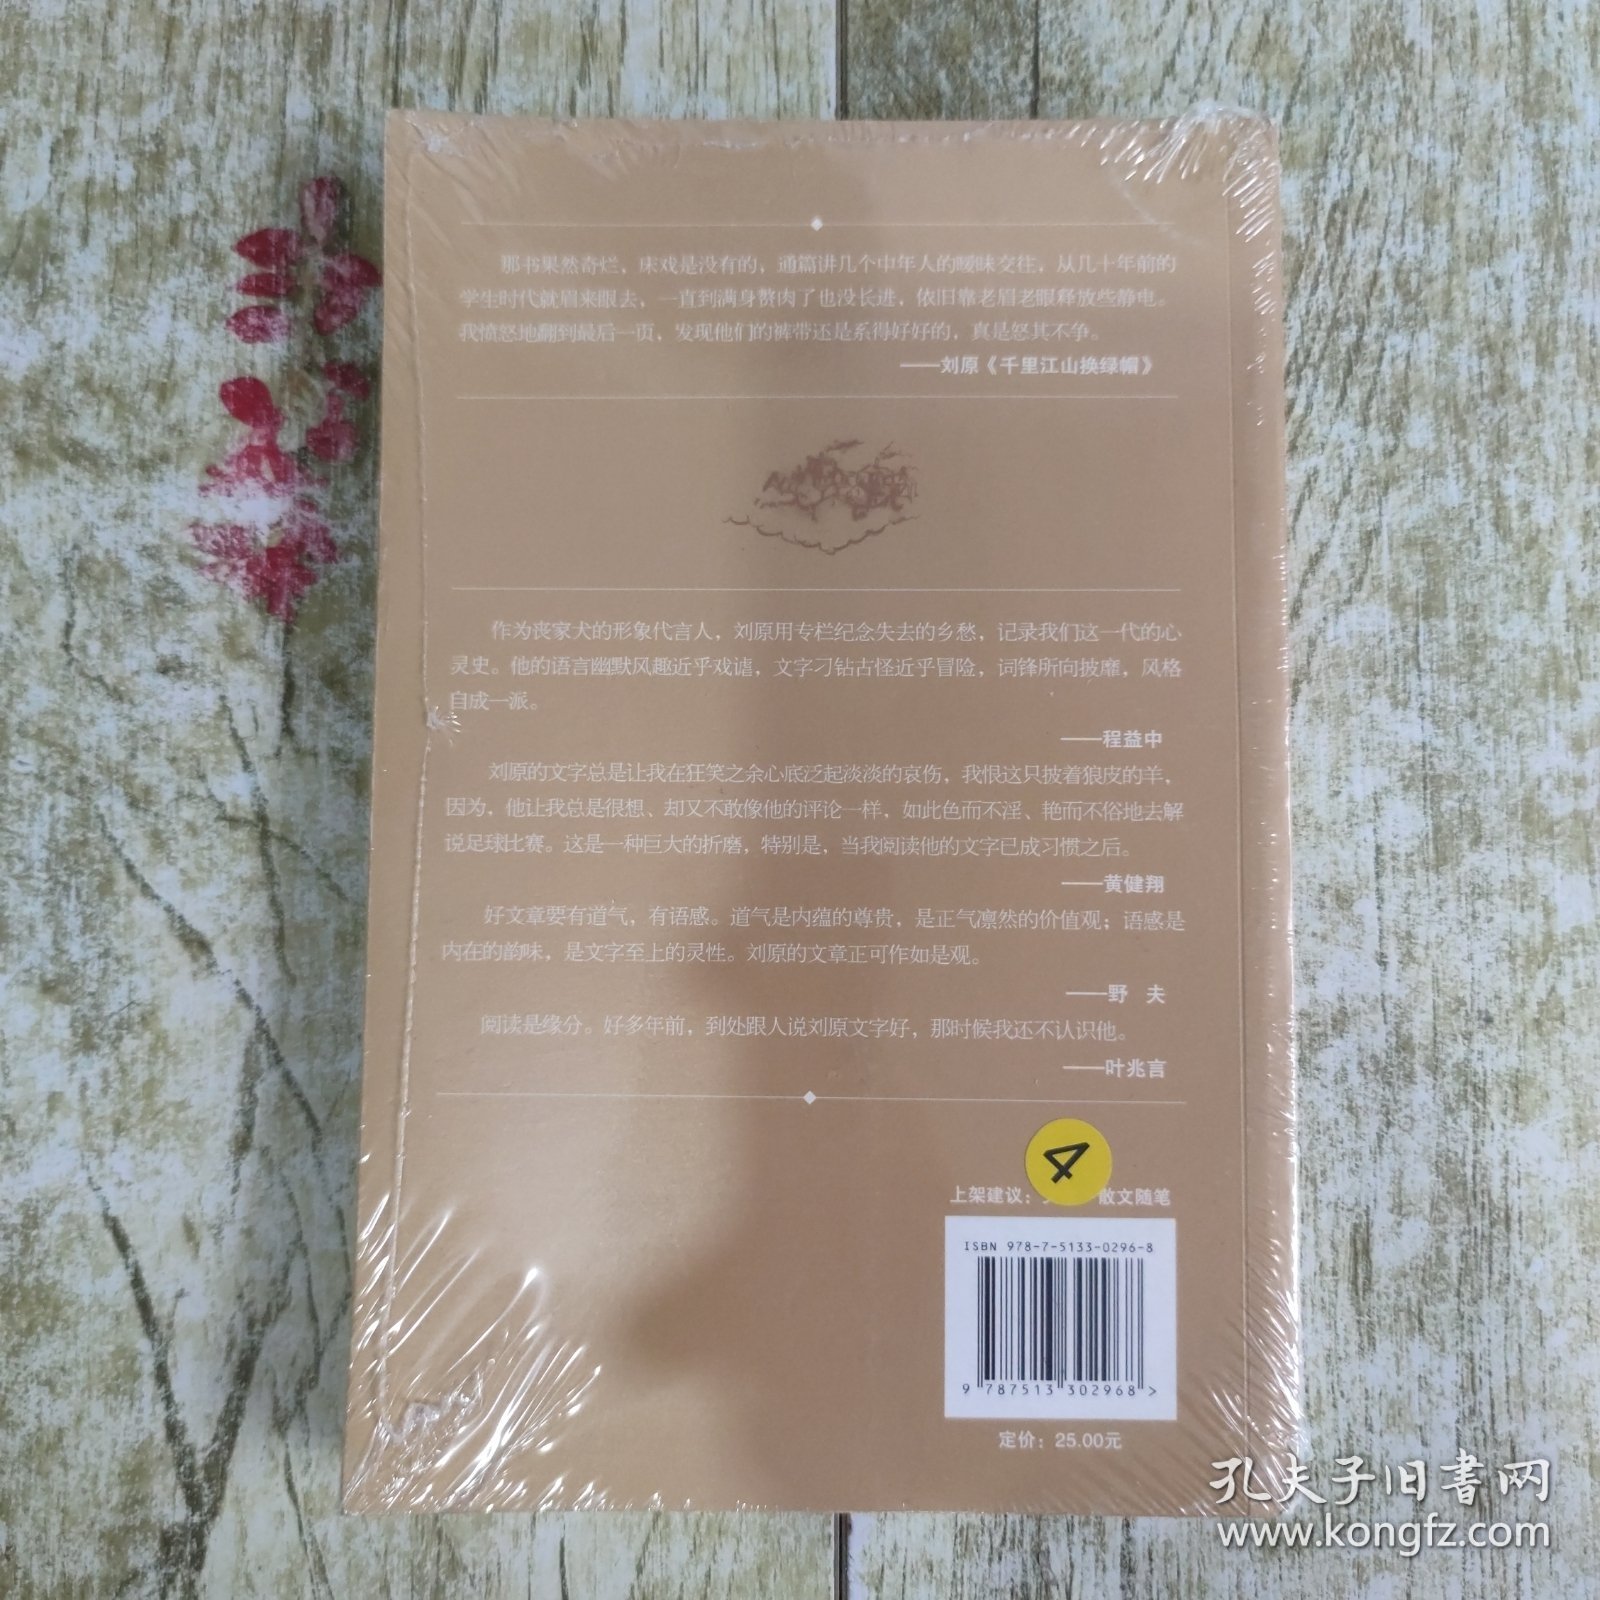 那书果然奇烂，床戏是没有的，通篇讲几个中年人的暧昧交往，从几十年前的
学生时代就眉来眼去，一直到满身赘肉了也没长进，依旧靠老眉老眼释放些静电。
我愤怒地翻到最后一页，发现他们的裤带还是系得好好的，真是怒其不争。
——刘原《千里江山换绿帽》
作为丧家犬的形象代言人，刘原用专栏纪念失去的乡愁，记录我们这一代的心
灵史。他的语言幽默风趣近乎戏谑，文字刁钻古怪近乎冒险，词锋所向披靡，风格
自成一派。
——程益中
刘原的文字总是让我在狂笑之余心底泛起淡淡的哀伤，我恨这只披着狼皮的羊，
因为，他让我总是很想、却又不敢像他的评论一样，如此色而不淫、艳而不俗地去解
说足球比赛。这是一种巨大的折磨，特别是，当我阅读他的文字已成习惯之后。
——黄健翔
好文章要有道气，有语感。道气是内蕴的尊贵，是正气凛然的价值观；语感是
内在的韵味，是文字至上的灵性。刘原的文章正可作如是观。
——野　夫
阅读是缘分。好多年前，到处跟人说刘原文字好，那时候我还不认识他。
——叶兆言
4
上架建议： 散文随笔
ISBN 978-7-5133-0296-8
9 787513 302968 >
定价：25.00元
孔夫子旧書网
www.kongfz.com